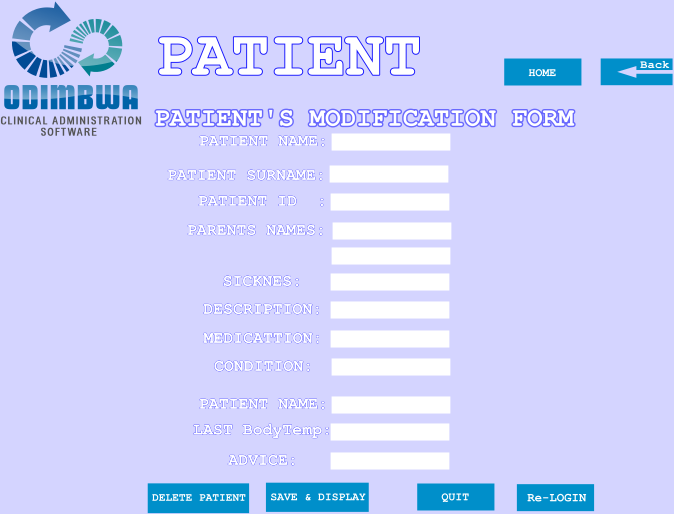 PATIENT
HOME
Back
ODIMBWA
CLINICAL ADMINISTRATION
SOFTWARE
PATIENT'S MODIFICATION FORM
PATIENT NAME:
PATIENT SURNAME:
PATIENT ID :
PARENTS NAMES:
SICKNES:
DESCRIPTION:
MEDICATTION:
CONDITION:
PATIENT NAME:
LAST BodyTemp:
ADVICE:
DELETE PATIENT
SAVE & DISPLAY
QUIT
Re-LOGIN